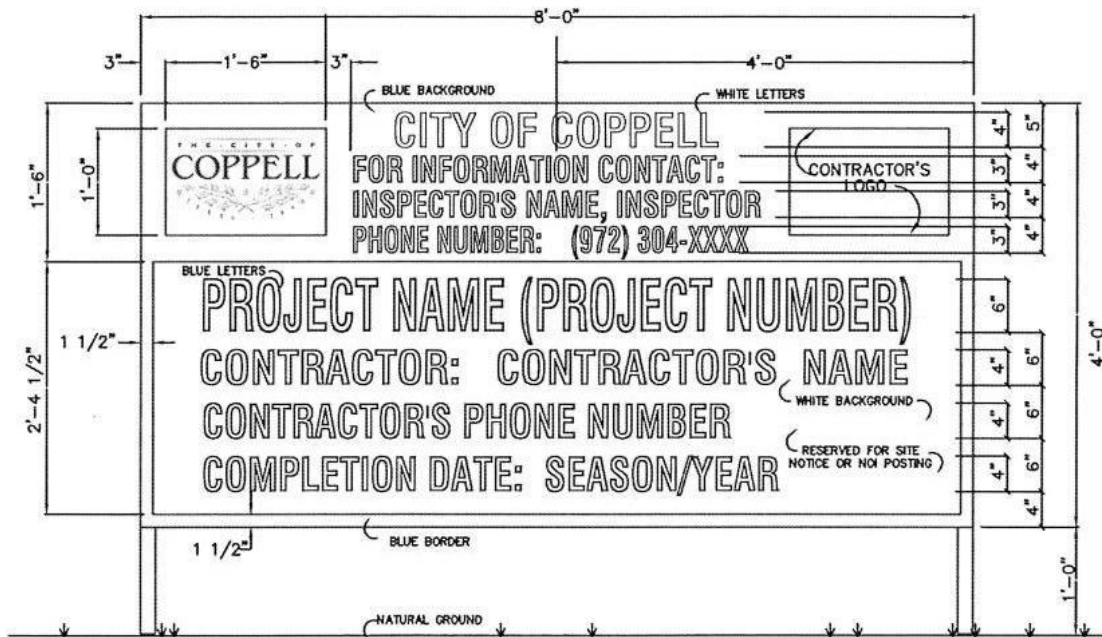 8'-0"
3" 1'-6" 3" 4'-0"
BLUE BACKGROUND WHITE LETTERS
CITY OF COPPELL
FOR INFORMATION CONTACT:
INSPECTOR'S NAME, INSPECTOR
PHONE NUMBER: (972) 304-XXXX
THE · CITY · OF
COPPELL
CONTRACTOR'S
LOGO
1'-6"
1'-0"
4" 5"
3" 4"
3" 4"
3" 4"
BLUE LETTERS
PROJECT NAME (PROJECT NUMBER)
CONTRACTOR: CONTRACTOR'S NAME
WHITE BACKGROUND
CONTRACTOR'S PHONE NUMBER
RESERVED FOR SITE
NOTICE OR NOI POSTING
COMPLETION DATE: SEASON/YEAR
1 1/2"
2'-4 1/2"
6"
4" 6"
4" 6"
4" 6"
4"
4'-0"
1 1/2"
BLUE BORDER
1'-0"
NATURAL GROUND